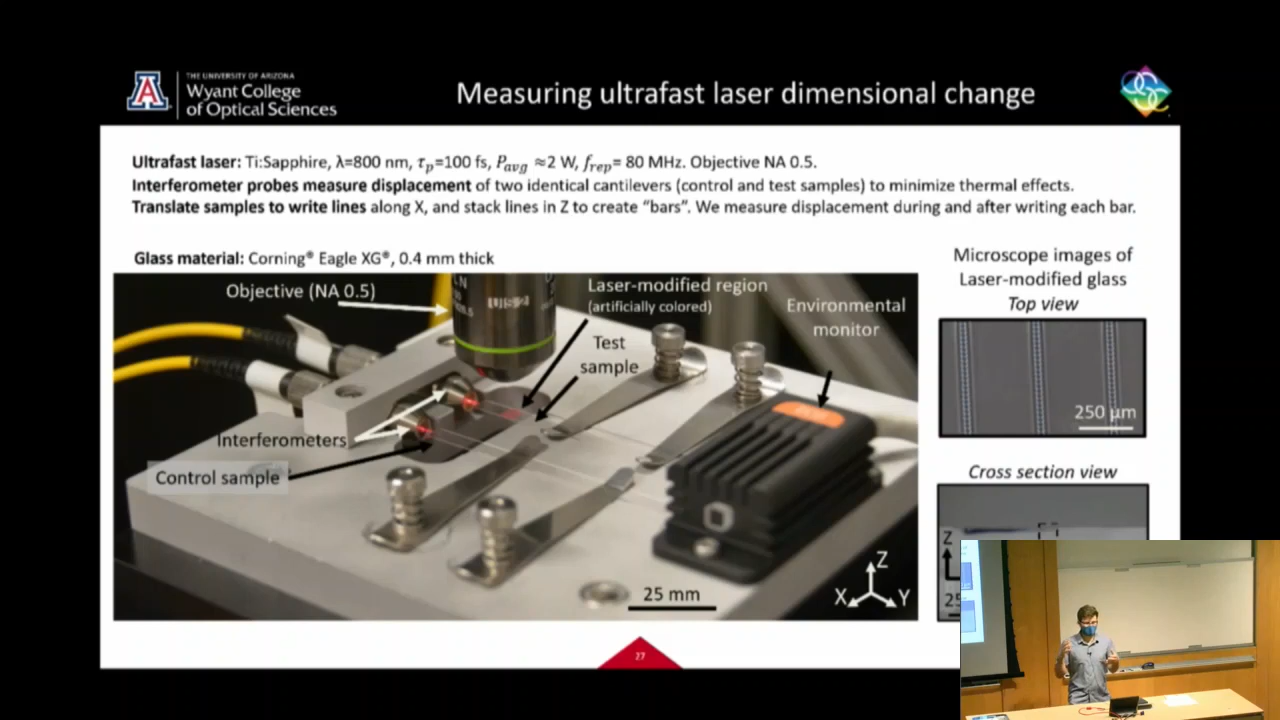 THE UNIVERSITY OF ARIZONA
Wyant College
of Optical Sciences
Measuring ultrafast laser dimensional change
Ultrafast laser: Ti:Sapphire, λ=800 nm, τp=100 fs, Pavg ≈2 W, frep= 80 MHz. Objective NA 0.5.
Interferometer probes measure displacement of two identical cantilevers (control and test samples) to minimize thermal effects.
Translate samples to write lines along X, and stack lines in Z to create “bars”. We measure displacement during and after writing each bar.
Glass material: Corning® Eagle XG®, 0.4 mm thick
Objective (NA 0.5)
Laser-modified region
(artificially colored)
Environmental
monitor
Test
sample
Interferometers
Control sample
25 mm
Z
X
Y
Microscope images of
Laser-modified glass
Top view
250 µm
Cross section view
Z
27